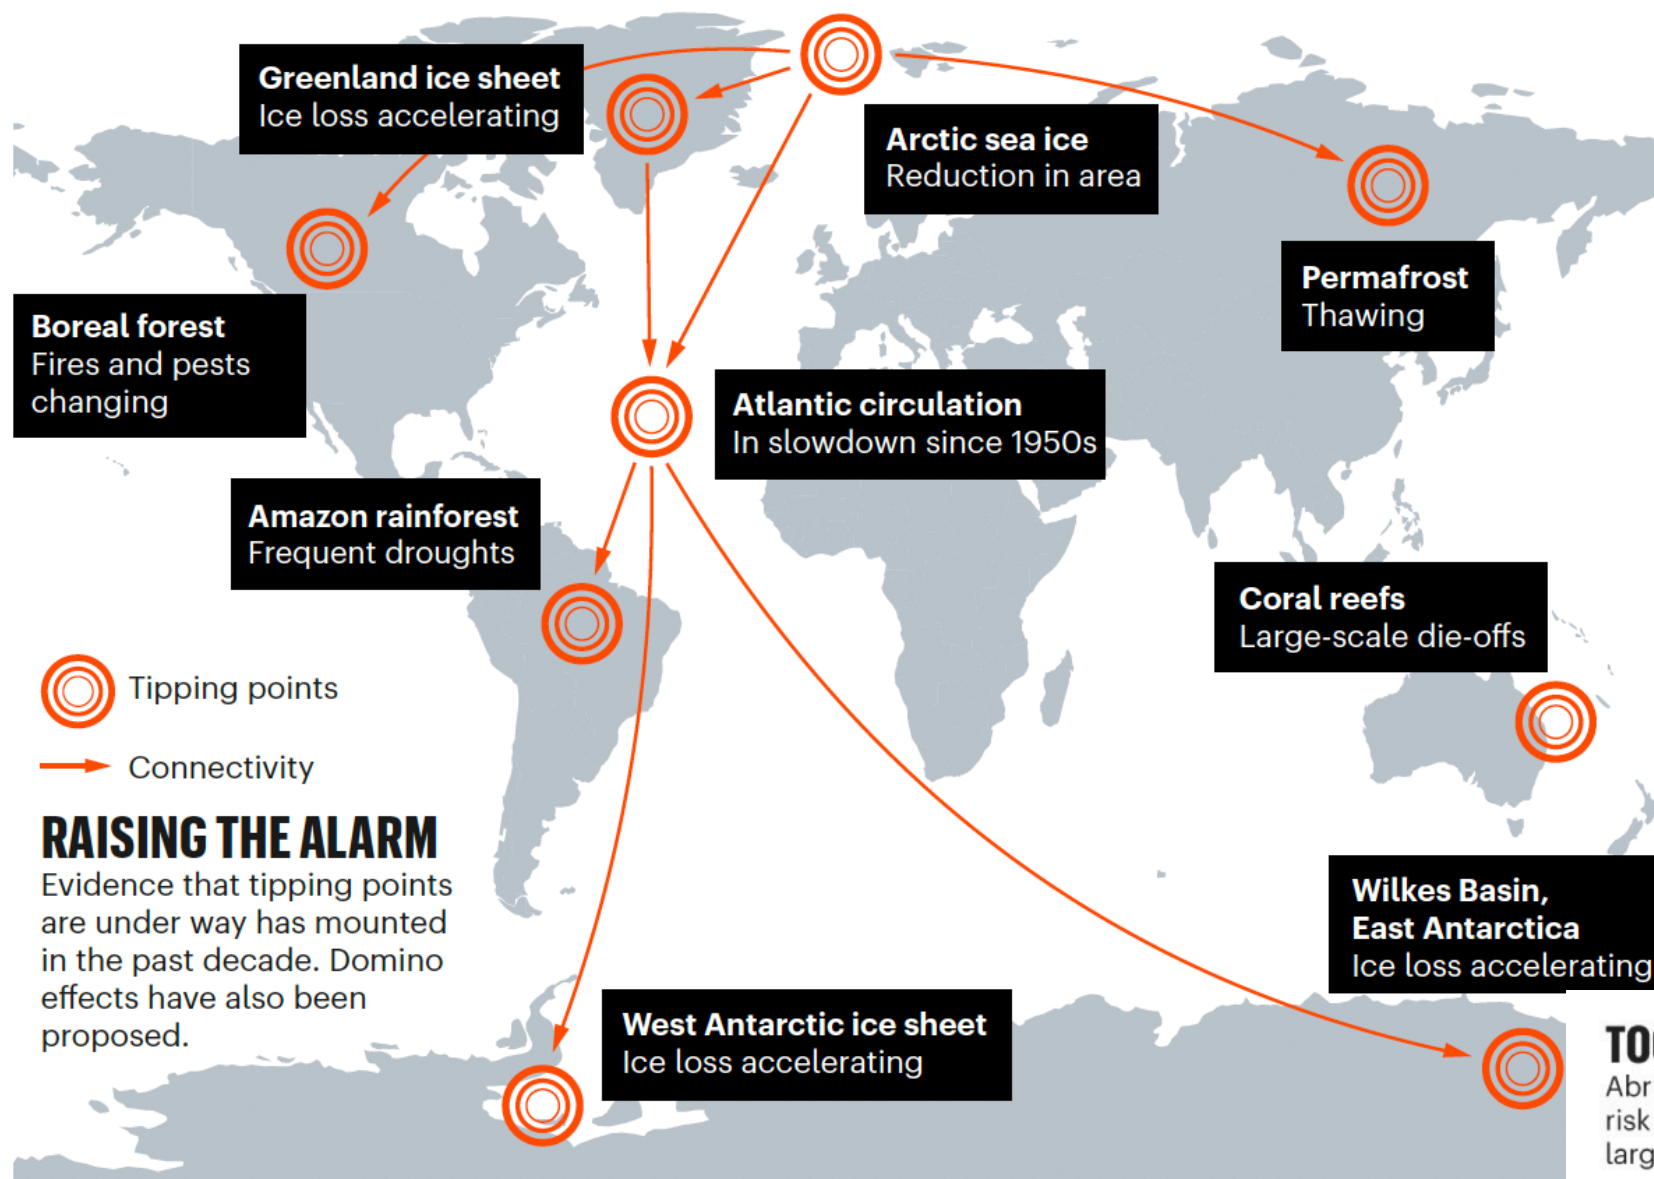 Greenland ice sheet
Ice loss accelerating
Arctic sea ice
Reduction in area
Permafrost
Thawing
Boreal forest
Fires and pests
changing
Atlantic circulation
In slowdown since 1950s
Amazon rainforest
Frequent droughts
Coral reefs
Large-scale die-offs
Tipping points
Connectivity
RAISING THE ALARM
Evidence that tipping points
are under way has mounted
in the past decade. Domino
effects have also been
proposed.
Wilkes Basin,
East Antarctica
Ice loss accelerating
West Antarctic ice sheet
Ice loss accelerating
risk